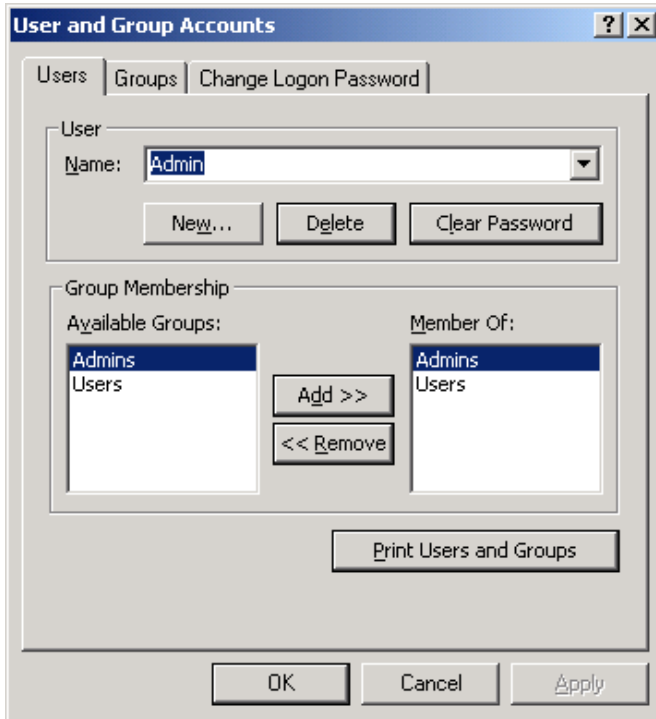 User and Group Accounts
Users Groups Change Logon Password
User
Name: Admin
New... Delete Clear Password
Group Membership
Available Groups: Member Of:
Admins Admins
Users Users
Add >>
<< Remove
Print Users and Groups
OK Cancel Apply